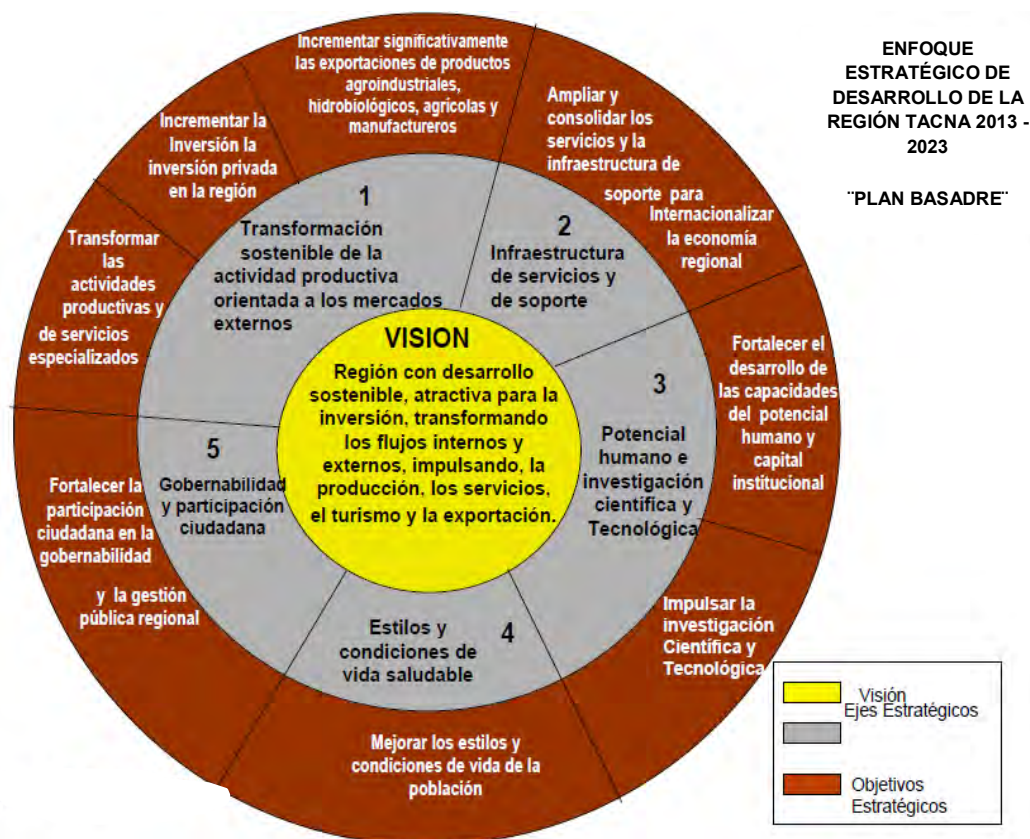 ENFOQUE
ESTRATÉGICO DE
DESARROLLO DE LA
REGIÓN TACNA 2013 -
2023
¨PLAN BASADRE¨
Incrementar significativamente
las exportaciones de productos
agroindustriales,
hidrobiológicos, agrícolas y
manufactureros
Ampliar y
consolidar los
servicios y la
infraestructura de
soporte para
Internacionalizar
la economía
regional
Incrementar la
Inversión la
inversión privada
en la región
Transformar
las
actividades
productivas y
de servicios
especializados
1
Transformación
sostenible de la
actividad productiva
orientada a los mercados
externos
2
Infraestructura
de servicios y
de soporte
VISION
Región con desarrollo
sostenible, atractiva para la
inversión, transformando
los flujos internos y
externos, impulsando, la
producción, los servicios,
el turismo y la exportación.
3
Potencial
humano e
investigación
científica y
Tecnológica
Fortalecer el
desarrollo de
las capacidades
del potencial
humano y
capital
institucional
5
Gobernabilidad
y participación
ciudadana
Fortalecer la
participación
ciudadana en la
gobernabilidad
y la gestión
pública regional
Estilos y
condiciones de
vida saludable
4
Impulsar la
investigación
Científica y
Tecnológica
Mejorar los estilos y
condiciones de vida de la
población
Visión
Ejes Estratégicos
Objetivos
Estratégicos